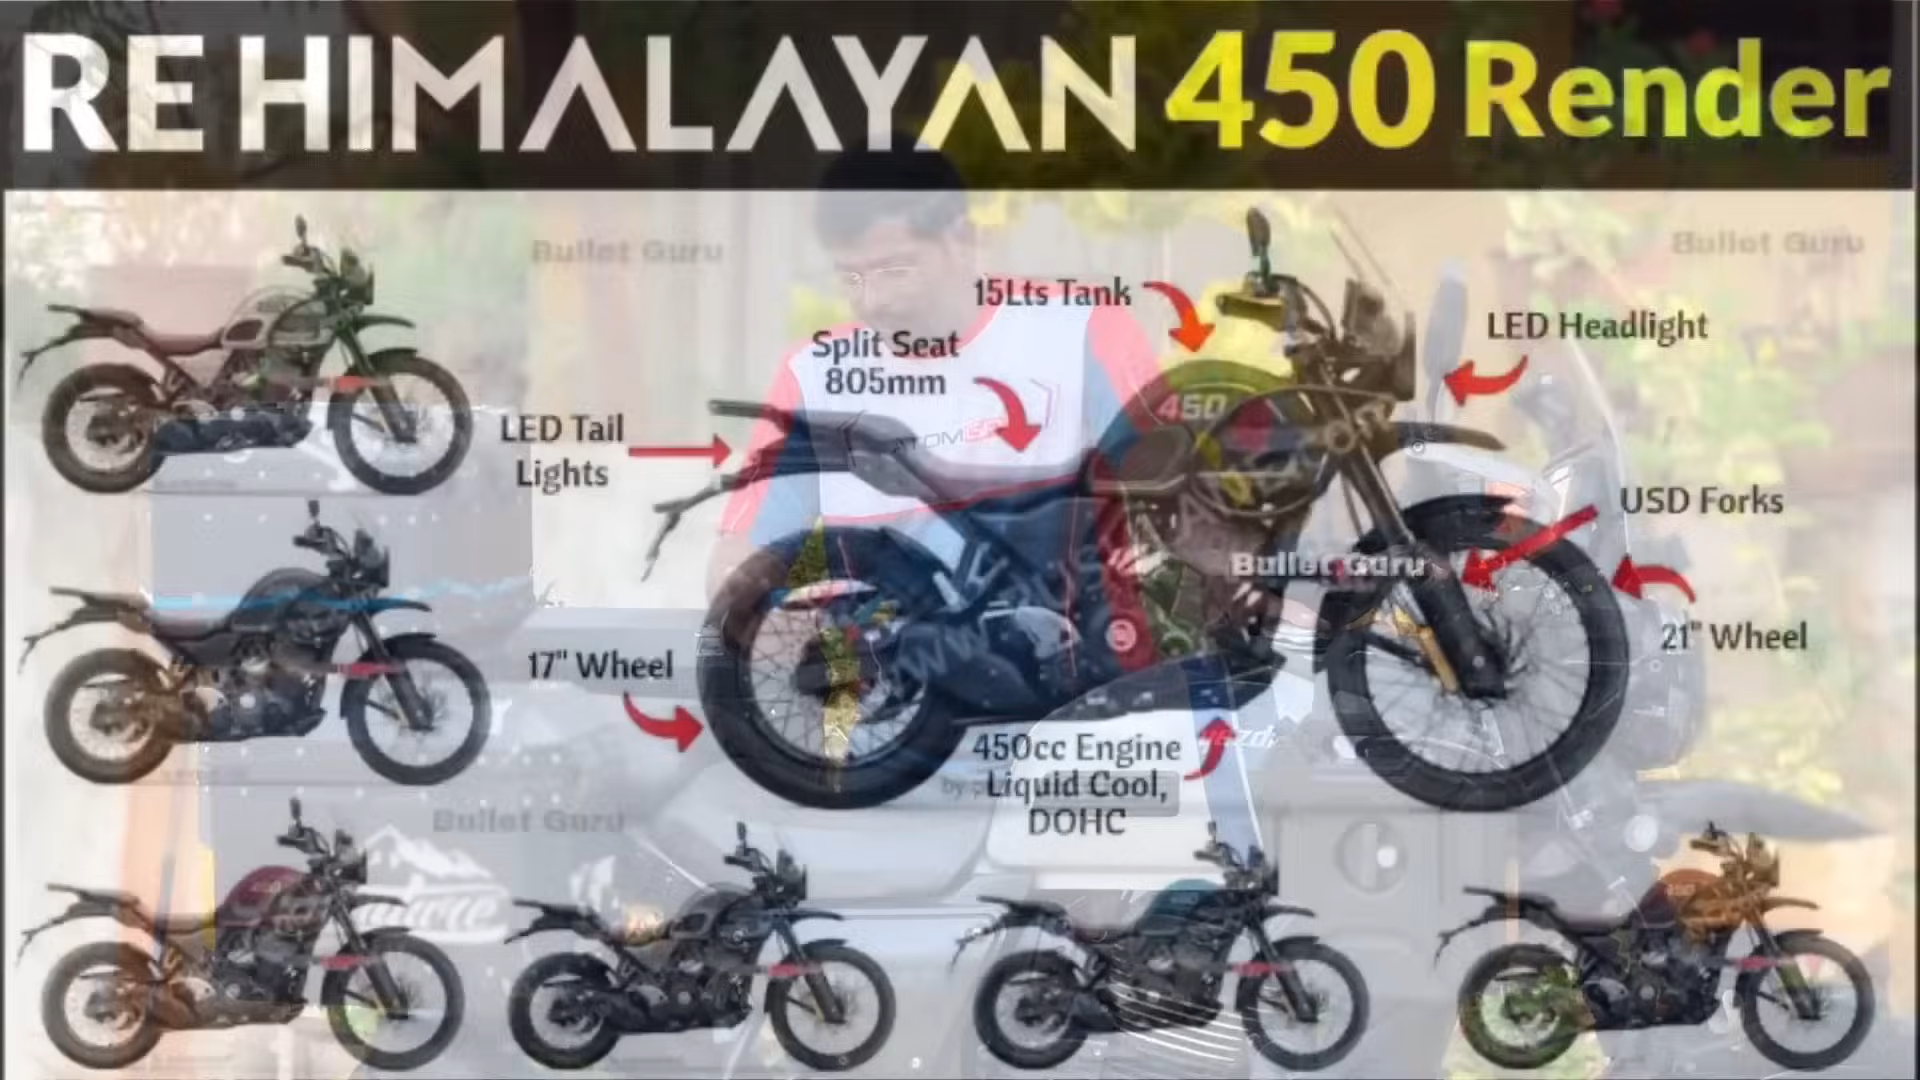 RE HIMALAYAN 450 Render
Bullet Guru
Bullet Guru
15Lts Tank
LED Headlight
Split Seat
805mm
450
LED Tail
Lights
USD Forks
Bullet Guru
21" Wheel
17" Wheel
450cc Engine
Liquid Cool,
DOHC
Bullet Guru